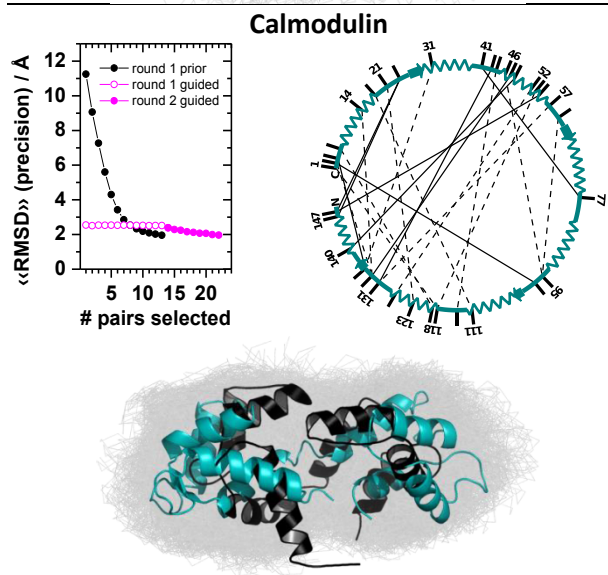 Calmodulin
12
10
8
6
4
2
0
5 10 15 20
‹‹RMSD›› (precision) / Å
# pairs selected
round 1 prior
round 1 guided
round 2 guided
1
14
21
31
41
46
52
57
77
95
111
118
123
131
140
147
N
C